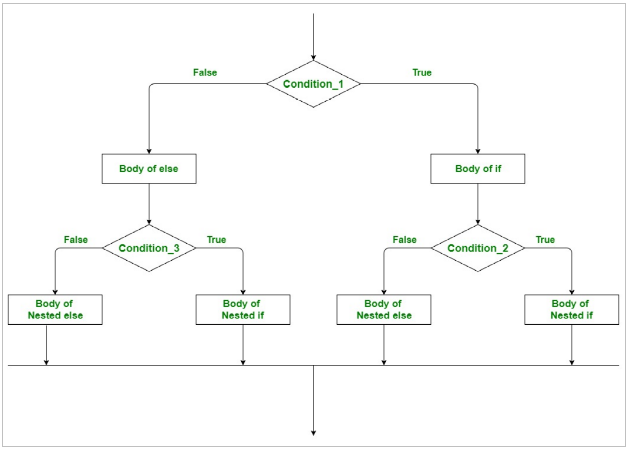 False
Condition_1
True
Body of else
Body of if
False
Condition_3
True
False
Condition_2
True
Body of
Nested else
Body of
Nested if
Body of
Nested else
Body of
Nested if